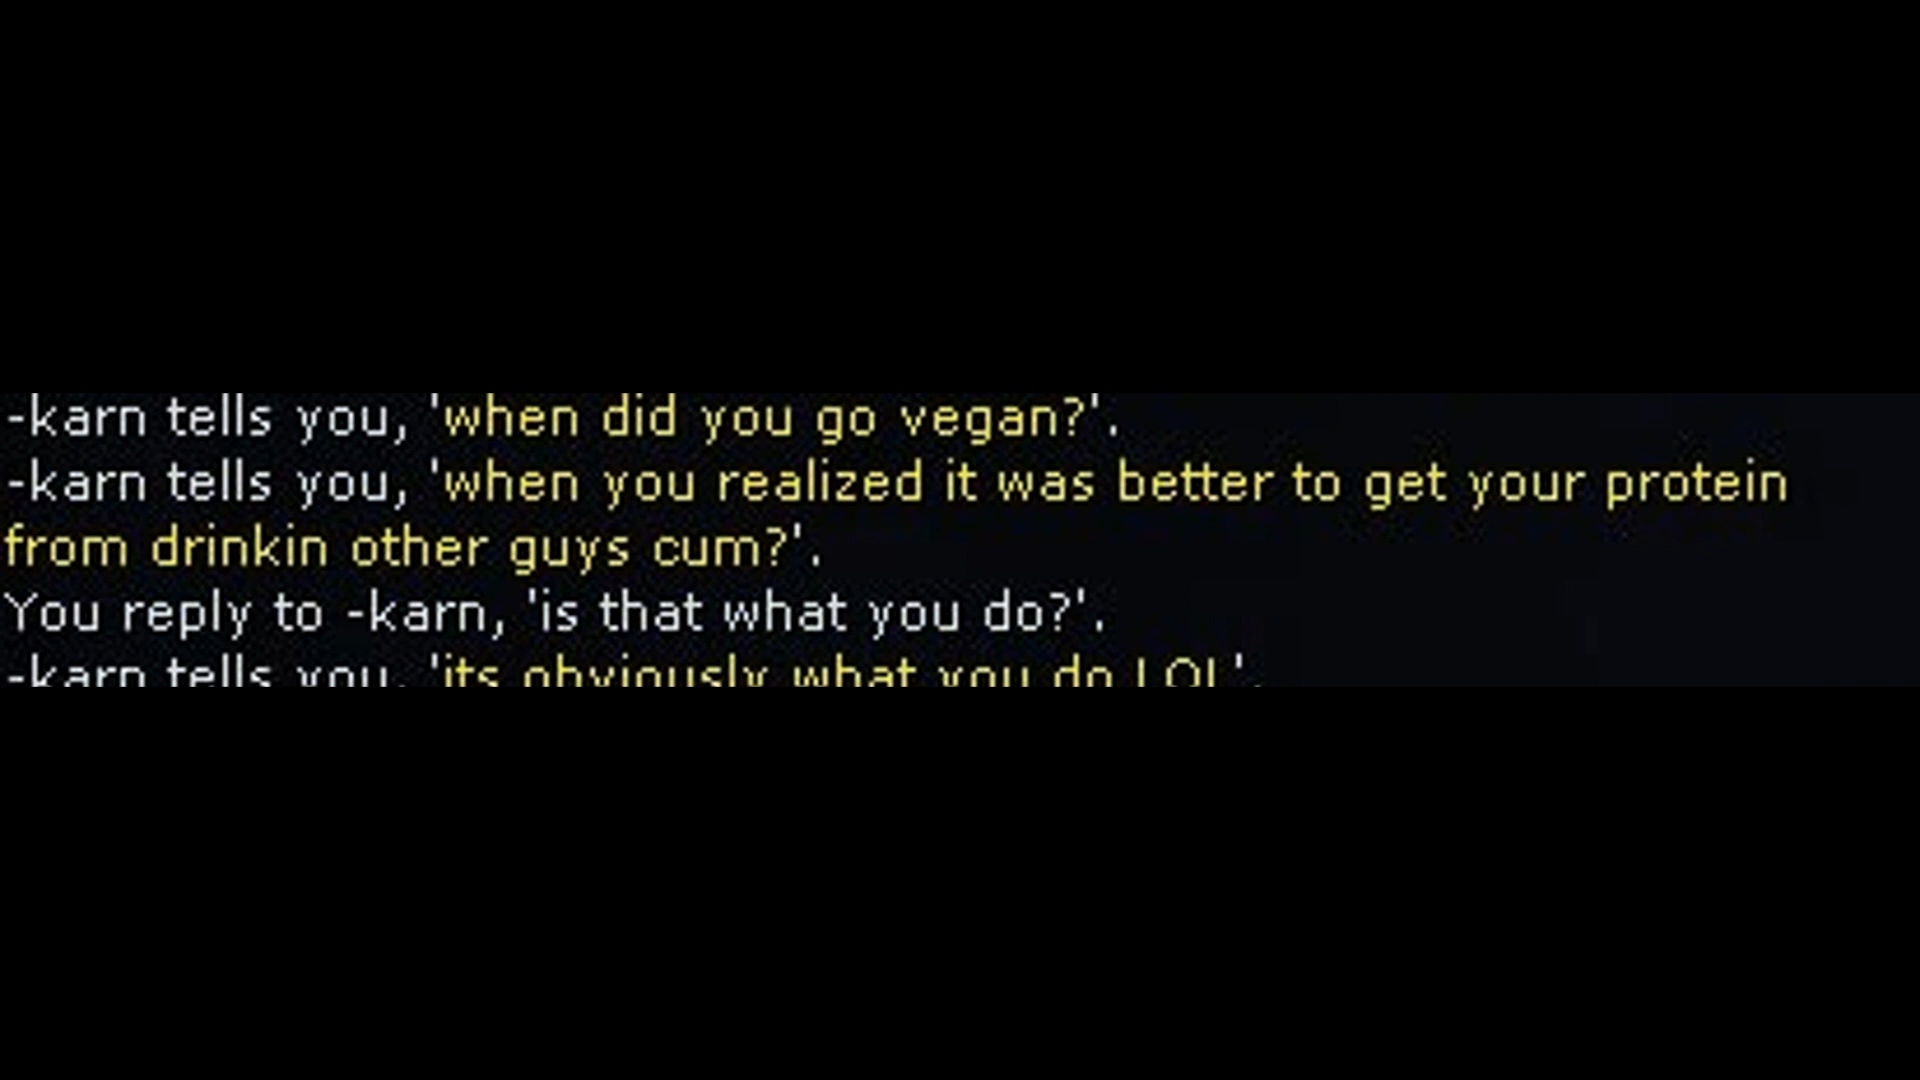 -karn tells you, 'when did you go vegan?'.
-karn tells you, 'when you realized it was better to get your protein
from drinkin other guys cum?'.
You reply to -karn, 'is that what you do?'.
-karn tells you, 'its obviously what you do LOL'.